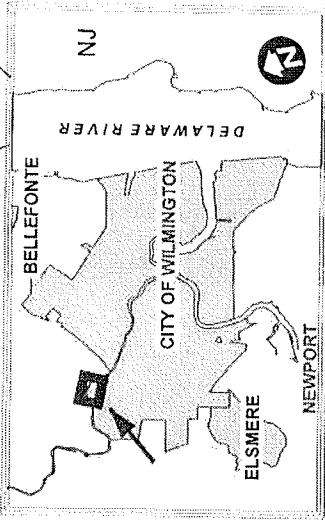 NJ
DELAWARE RIVER
N
BELLEFONTE
CITY OF WILMINGTON
ELSMERE
NEWPORT